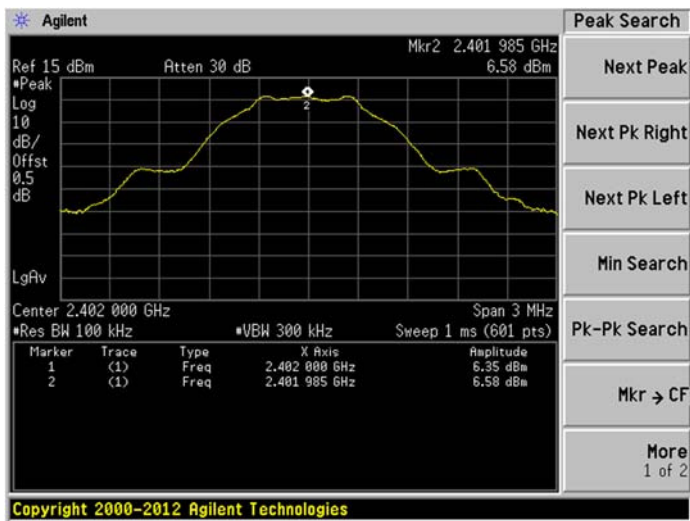 Agilent
Peak Search
Mkr2 2.401 985 GHz
Ref 15 dBm Atten 30 dB 6.58 dBm
#Peak
Log
10
dB/
Offst
0.5
dB
2
LgAv
Center 2.402 000 GHz Span 3 MHz
#Res BW 100 kHz #VBW 300 kHz Sweep 1 ms (601 pts)
Marker Trace Type X Axis Amplitude
1 (1) Freq 2.402 000 GHz 6.35 dBm
2 (1) Freq 2.401 985 GHz 6.58 dBm
Next Peak
Next Pk Right
Next Pk Left
Min Search
Pk-Pk Search
Mkr → CF
More
1 of 2
Copyright 2000-2012 Agilent Technologies